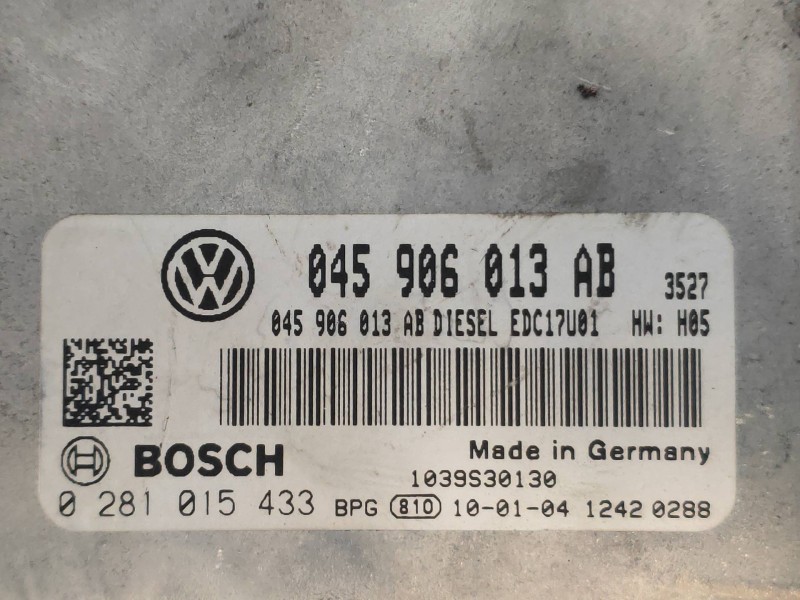 045 906 013 AB 3527
045 906 013 AB DIESEL EDC17U01 HW: H05
BOSCH Made in Germany
1039S30130
0 281 015 433 BPG 810 10-01-04 1242 0288